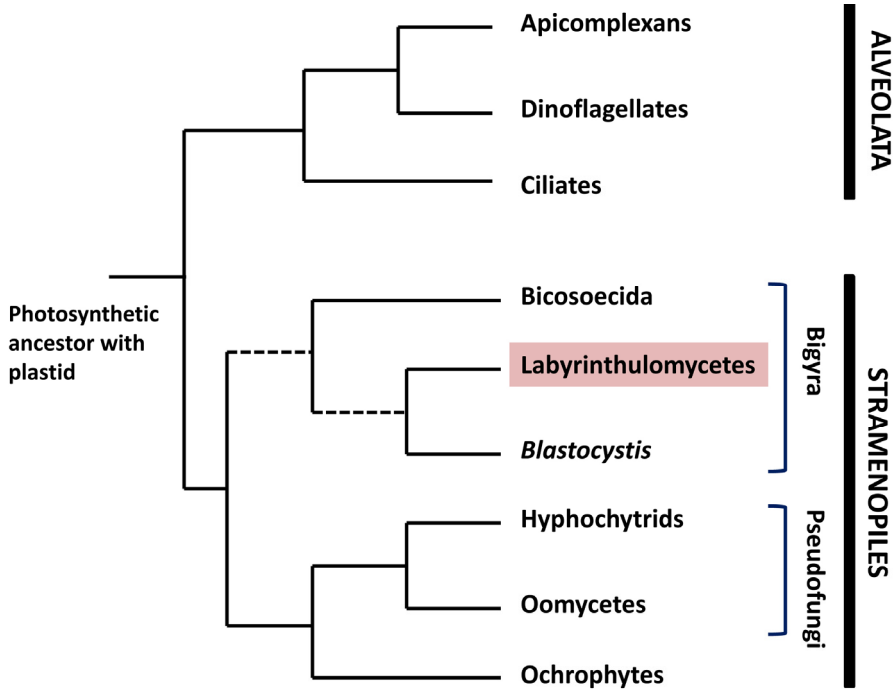 Apicomplexans
Dinoflagellates
Ciliates
ALVEOLATA
Photosynthetic
ancestor with
plastid
Bicosoecida
Labyrinthulomycetes
Blastocystis
Bigyra
Hyphochytrids
Oomycetes
Pseudofungi
Ochrophytes
STRAMENOPILES